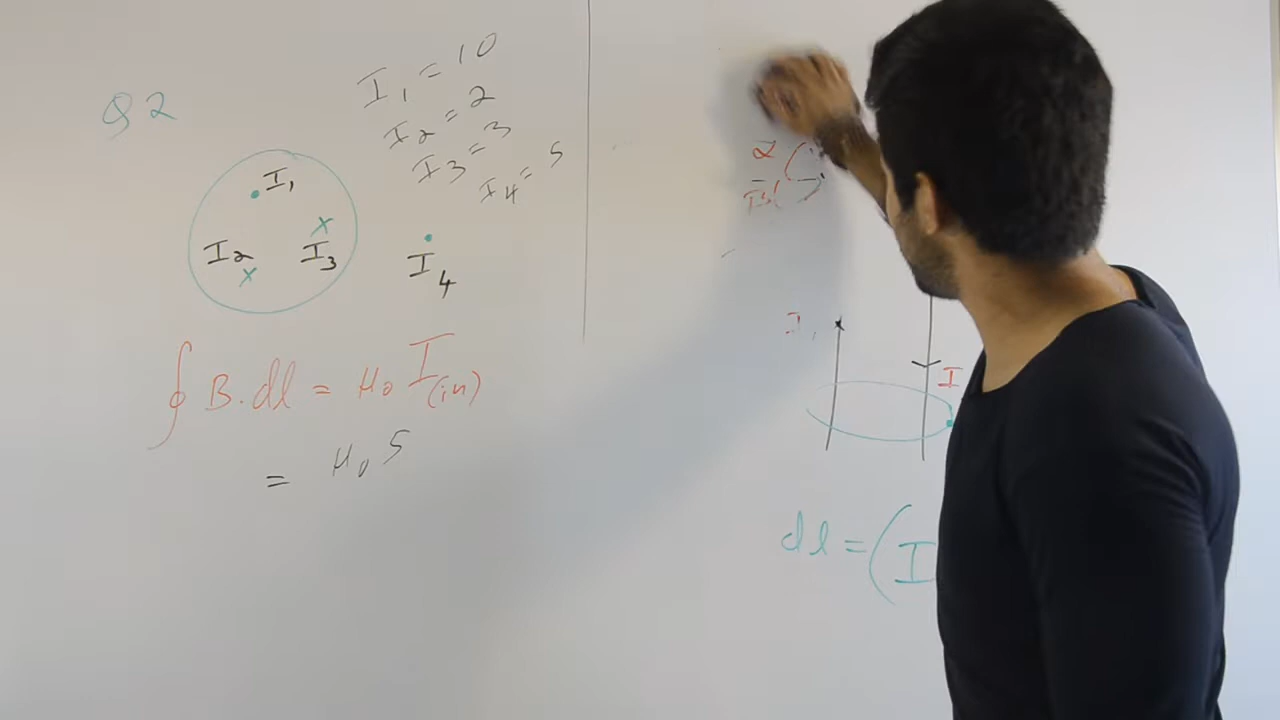 Q2
I₁ = 10
I₂ = 2
I₃ = 3
I₄ = 5
I₁
I₂ x
x I₃
I₄
∮ B.dl = μ₀ I(in)
= μ₀ 5
I
dl = ( I